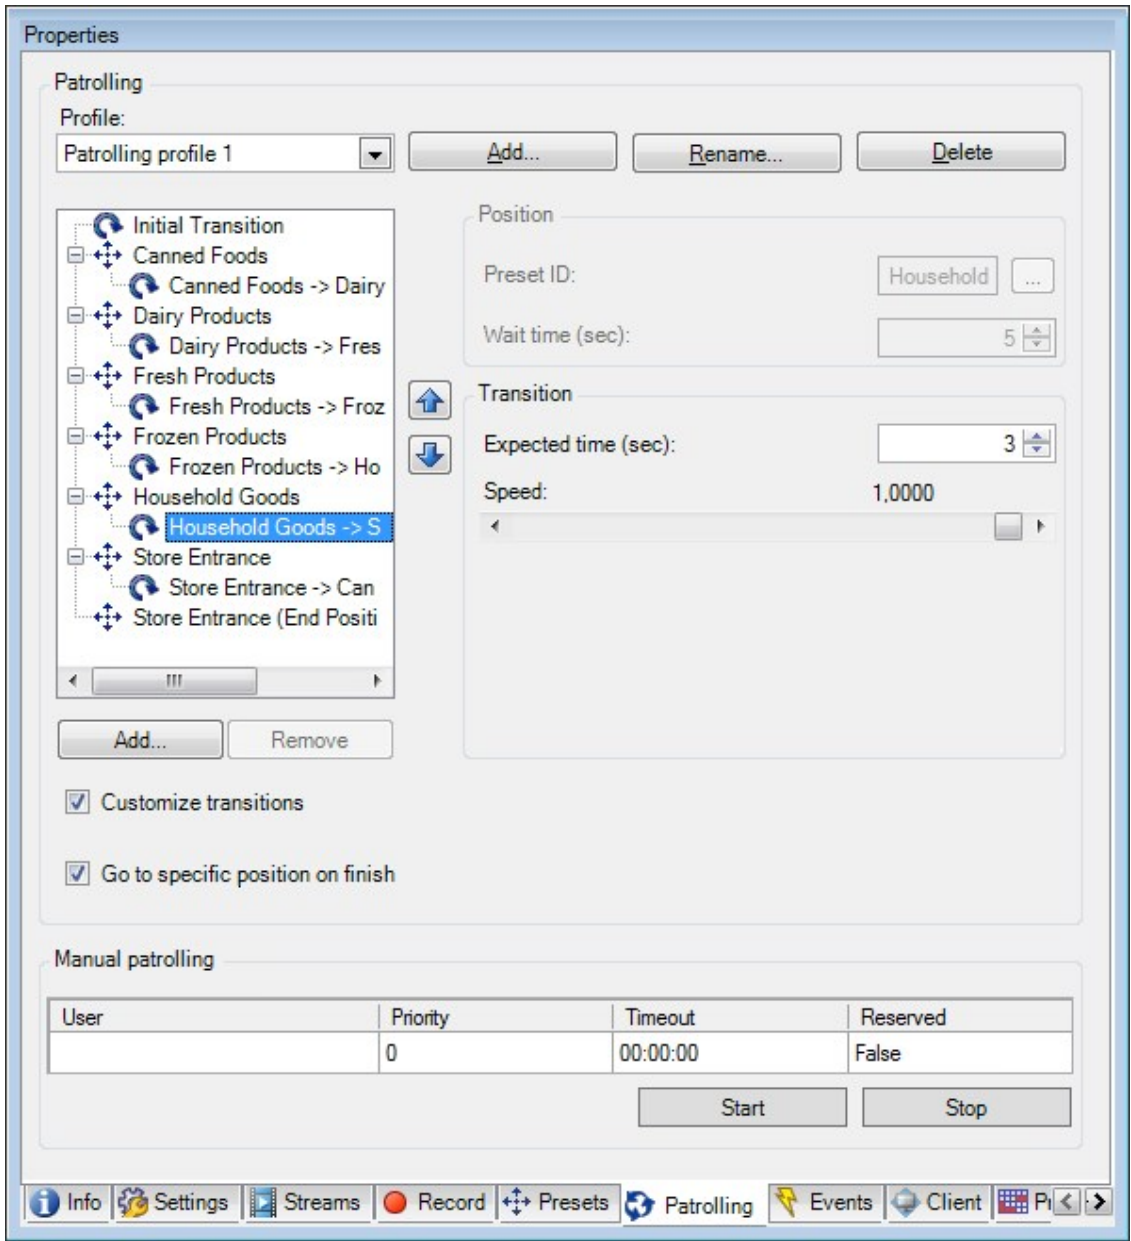 Properties
Patrolling
Profile:
Patrolling profile 1
Add...
Rename...
Delete
Initial Transition
Canned Foods
Canned Foods -> Dairy
Dairy Products
Dairy Products -> Fres
Fresh Products
Fresh Products -> Froz
Frozen Products
Frozen Products -> Ho
Household Goods
Household Goods -> S
Store Entrance
Store Entrance -> Can
Store Entrance (End Positi
Add...
Remove
Position
Preset ID:
Household
...
Wait time (sec):
5
Transition
Expected time (sec):
3
Speed:
1,0000
Customize transitions
Go to specific position on finish
Manual patrolling
User Priority Timeout Reserved
0 00:00:00 False
Start
Stop
Info Settings Streams Record Presets Patrolling Events Client